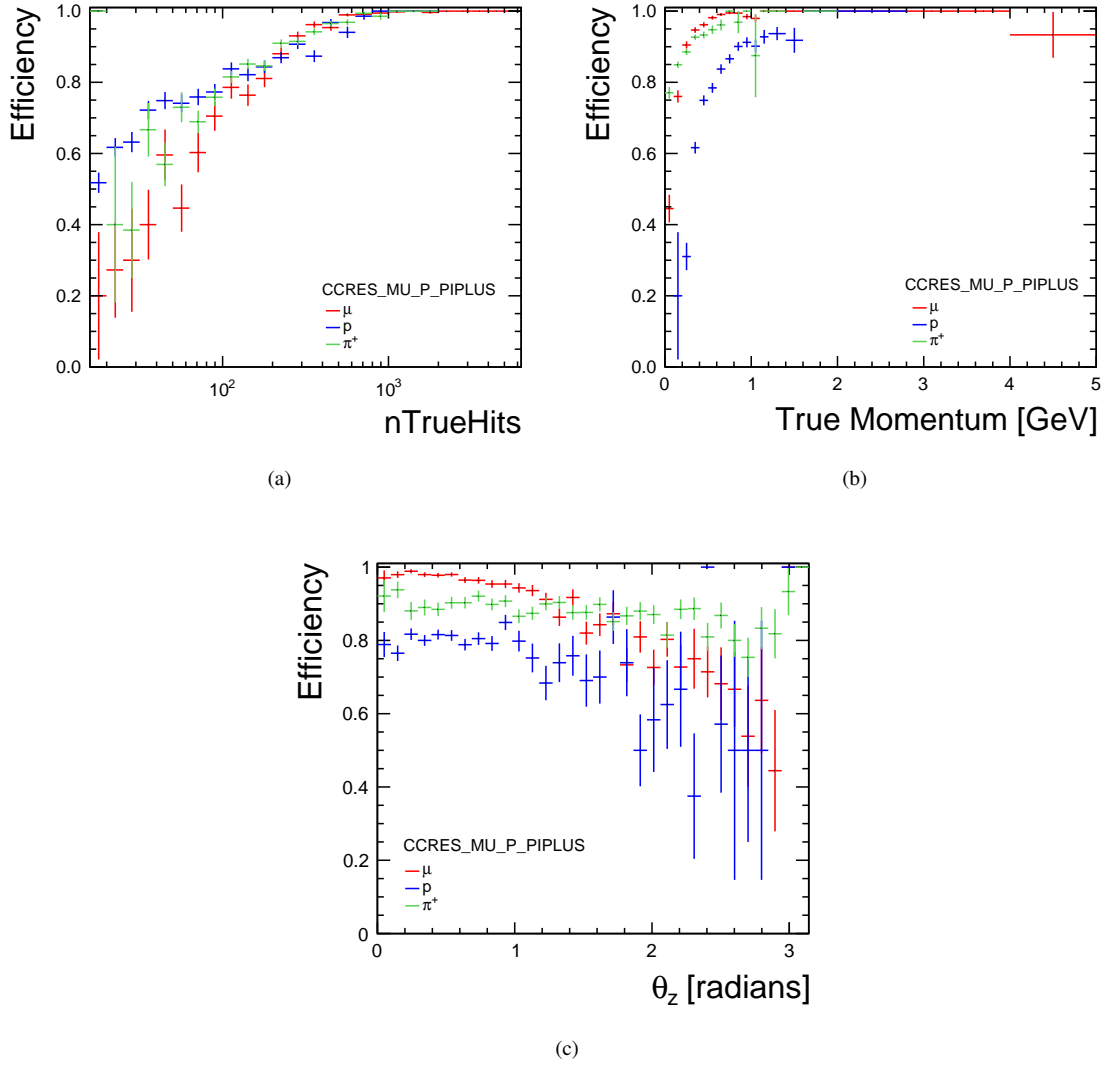 Efficiency
1.0
0.8
0.6
0.4
0.2
0.0
CCRES_MU_P_PIPLUS
μ
p
π⁺
10²
10³
nTrueHits
(a)
Efficiency
1.0
0.8
0.6
0.4
0.2
0.0
CCRES_MU_P_PIPLUS
μ
p
π⁺
0 1 2 3 4 5
True Momentum [GeV]
(b)
Efficiency
1
0.8
0.6
0.4
0.2
0
CCRES_MU_P_PIPLUS
μ
p
π⁺
0 1 2 3
θ_z [radians]
(c)